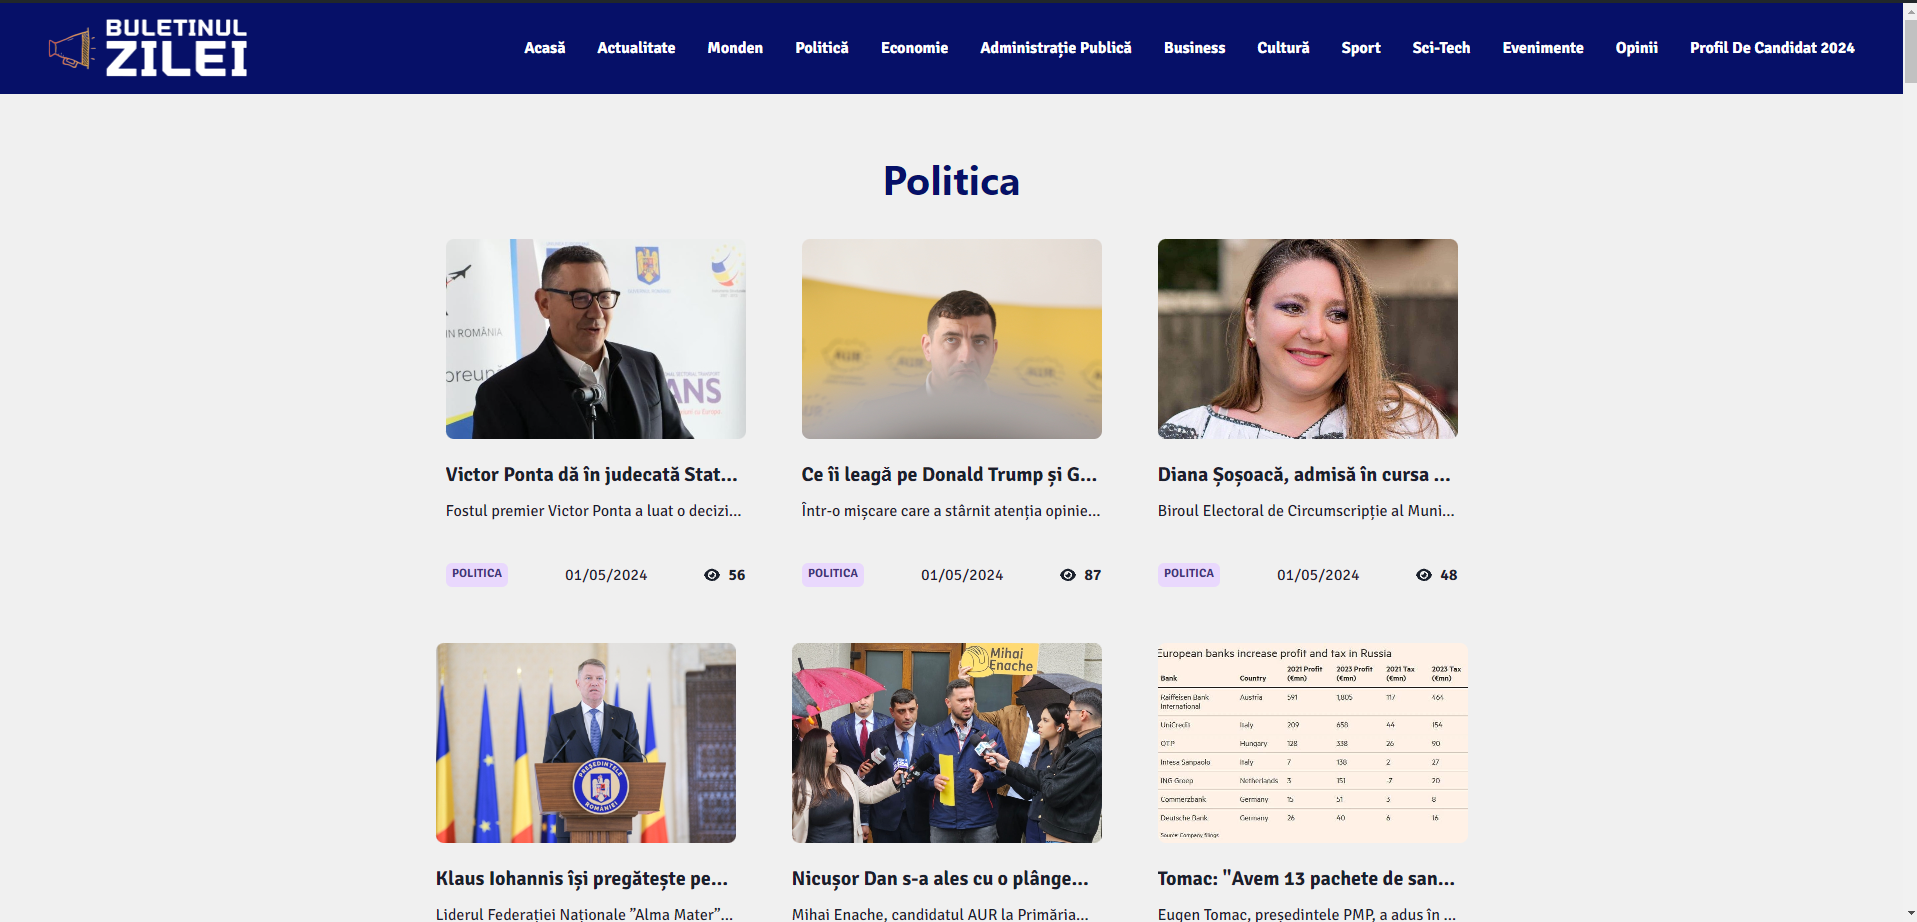 BULETINUL
ZILEI
Acasă Actualitate Monden Politică Economie Administrație Publică Business Cultură Sport Sci-Tech Evenimente Opinii Profil De Candidat 2024
Politica
IN ROMÂNIA
ANS
Victor Ponta dă în judecată Stat...
Fostul premier Victor Ponta a luat o decizi...
POLITICA 01/05/2024 56
Ce îi leagă pe Donald Trump și G...
Într-o mișcare care a stârnit atenția opinie...
POLITICA 01/05/2024 87
Diana Șoșoacă, admisă în cursa ...
Biroul Electoral de Circumscripție al Muni...
POLITICA 01/05/2024 48
PREȘEDINTELE
ROMÂNIEI
Klaus Iohannis își pregătește pe...
Liderul Federației Naționale ”Alma Mater”...
Mihai
Enache
Nicușor Dan s-a ales cu o plânge...
Mihai Enache, candidatul AUR la Primăria...
European banks increase profit and tax in Russia
Bank Country 2021 Profit (€mn) 2023 Profit (€mn) 2021 Tax (€mn) 2023 Tax (€mn)
Raiffeisen Bank International Austria 591 1,805 117 464
UniCredit Italy 209 658 44 154
OTP Hungary 128 338 26 90
Intesa Sanpaolo Italy 7 138 2 27
ING Groep Netherlands 3 151 -7 20
Commerzbank Germany 15 51 3 8
Deutsche Bank Germany 26 40 6 16
Source: Company filings
Tomac: "Avem 13 pachete de san...
Eugen Tomac, președintele PMP, a adus în ...